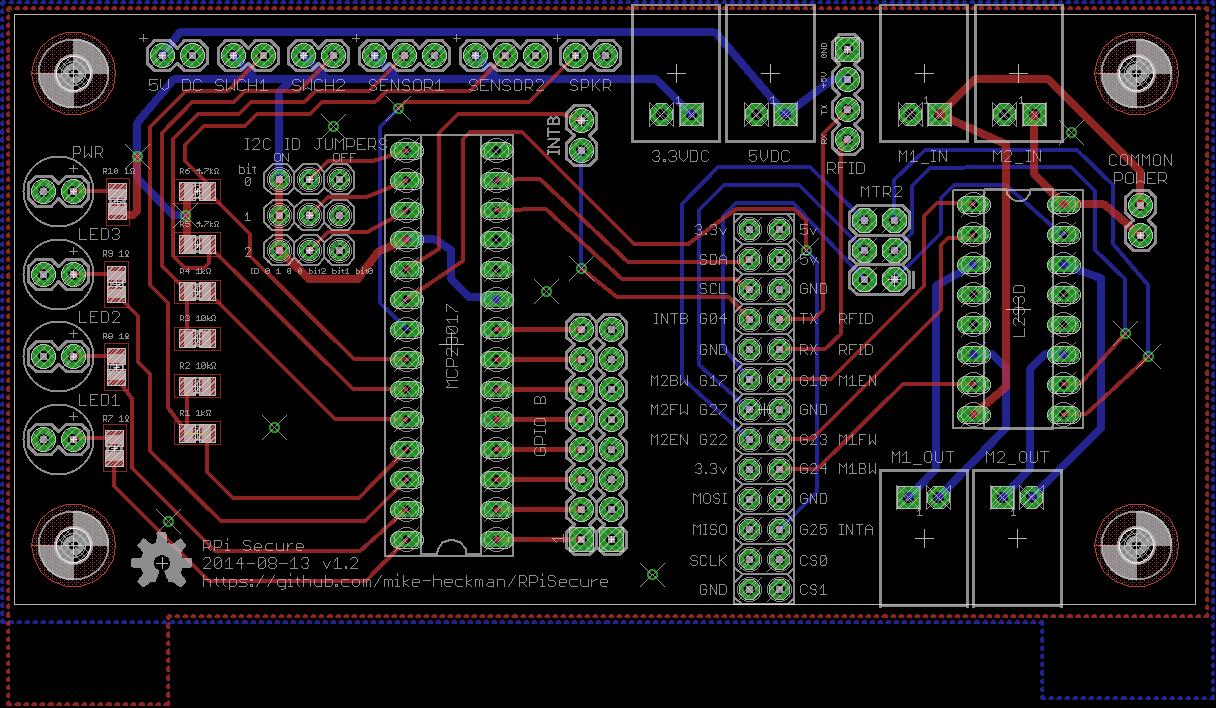 5V DC SWCH1 SWCH2 SENSOR1 SENSOR2 SPKR
GND
+5V
TX
RX
RFID
3.3VDC
5VDC
M1_IN
M2_IN
COMMON
POWER
MTR2
INTB
I2C ID JUMPERS
ON OFF
bit
0
1
2
ID 0 1 0 0 bit2 bit1 bit0
PWR
R10 1Ω
LED3
R9 1Ω
LED2
R8 1Ω
LED1
R7 1Ω
R6 4.7kΩ
R5 4.7kΩ
R4 1kΩ
R3 10kΩ
R2 10kΩ
R1 1kΩ
MCP23017
GPIO B
1
3.3v 5v
SDA 5v
SCL GND
INTB G04 TX RFID
GND RX RFID
M2BW G17 G18 M1EN
M2FW G27 GND
M2EN G22 G23 M1FW
3.3v G24 M1BW
MOSI GND
MISO G25 INTA
SCLK CS0
GND CS1
L293D
M1_OUT
M2_OUT
1
1
RPi Secure
2014-08-13 v1.2
https://github.com/mike-heckman/RPiSecure